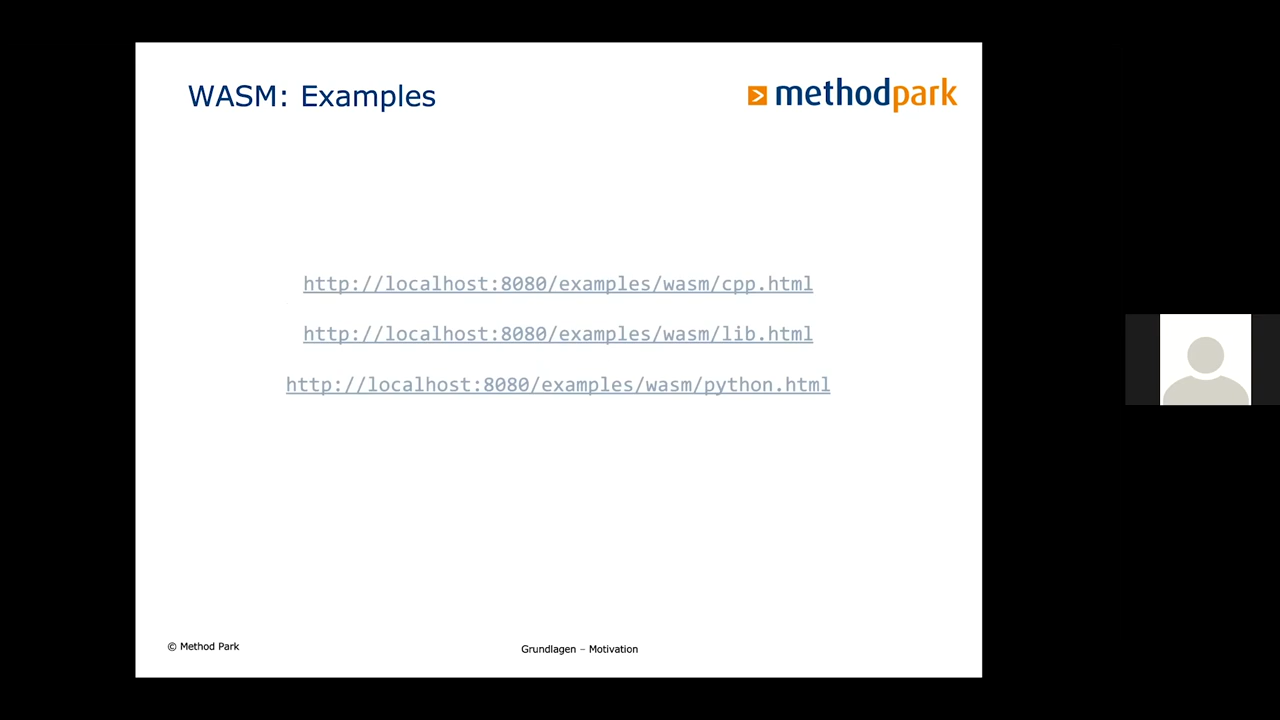 WASM: Examples
methodpark
http://localhost:8080/examples/wasm/cpp.html
http://localhost:8080/examples/wasm/lib.html
http://localhost:8080/examples/wasm/python.html
© Method Park
Grundlagen – Motivation